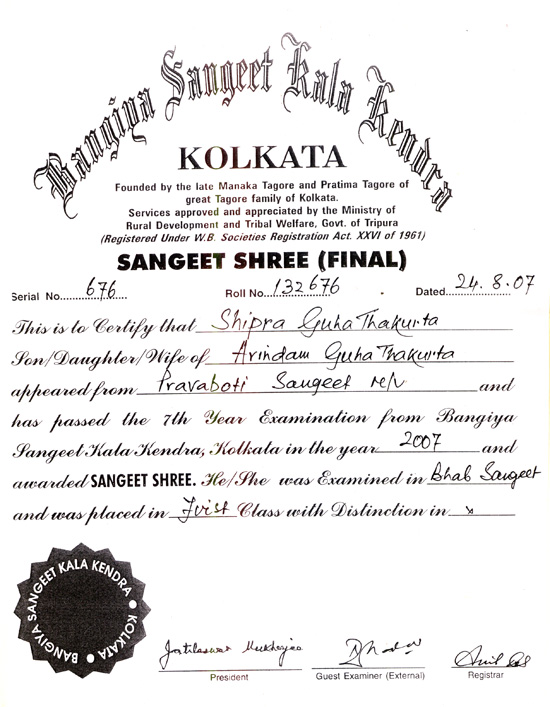 Bangiya Sangeet Kala Kendra
KOLKATA
Founded by the late Manaka Tagore and Pratima Tagore of
great Tagore family of Kolkata.
Services approved and appreciated by the Ministry of
Rural Development and Tribal Welfare, Govt. of Tripura
(Registered Under W.B. Societies Registration Act. XXVI of 1961)
SANGEET SHREE (FINAL)
Serial No. 676 Roll No. 132676 Dated 24.8.07
This is to Certify that Shipra Guha Thakurta
Son/Daughter/Wife of Arindam Guha Thakurta
appeared from Pravaboti Sangeet M/V and
has passed the 7th Year Examination from Bangiya
Sangeet Kala Kendra, Kolkata in the year 2007 and
awarded SANGEET SHREE. He/She was Examined in Bhab Sangeet
and was placed in First Class with Distinction in x
BANGIYA SANGEET KALA KENDRA
KOLKATA
Jatileswar Mukherjee
President Guest Examiner (External) Registrar